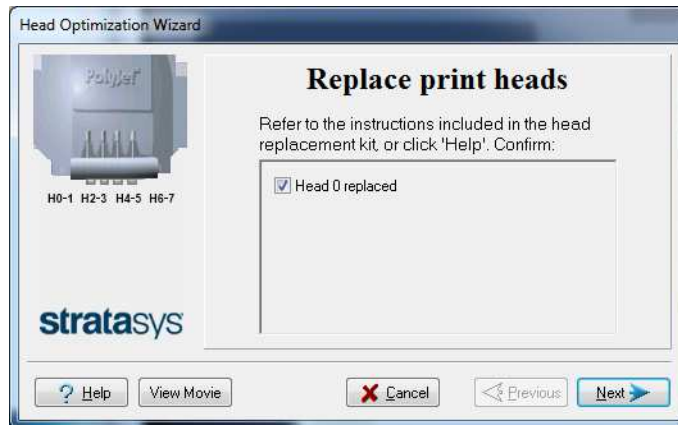 Head Optimization Wizard
PolyJet
H0-1 H2-3 H4-5 H6-7
stratasys
Replace print heads
Refer to the instructions included in the head
replacement kit, or click 'Help'. Confirm:
Head 0 replaced
? Help
View Movie
Cancel
Previous
Next